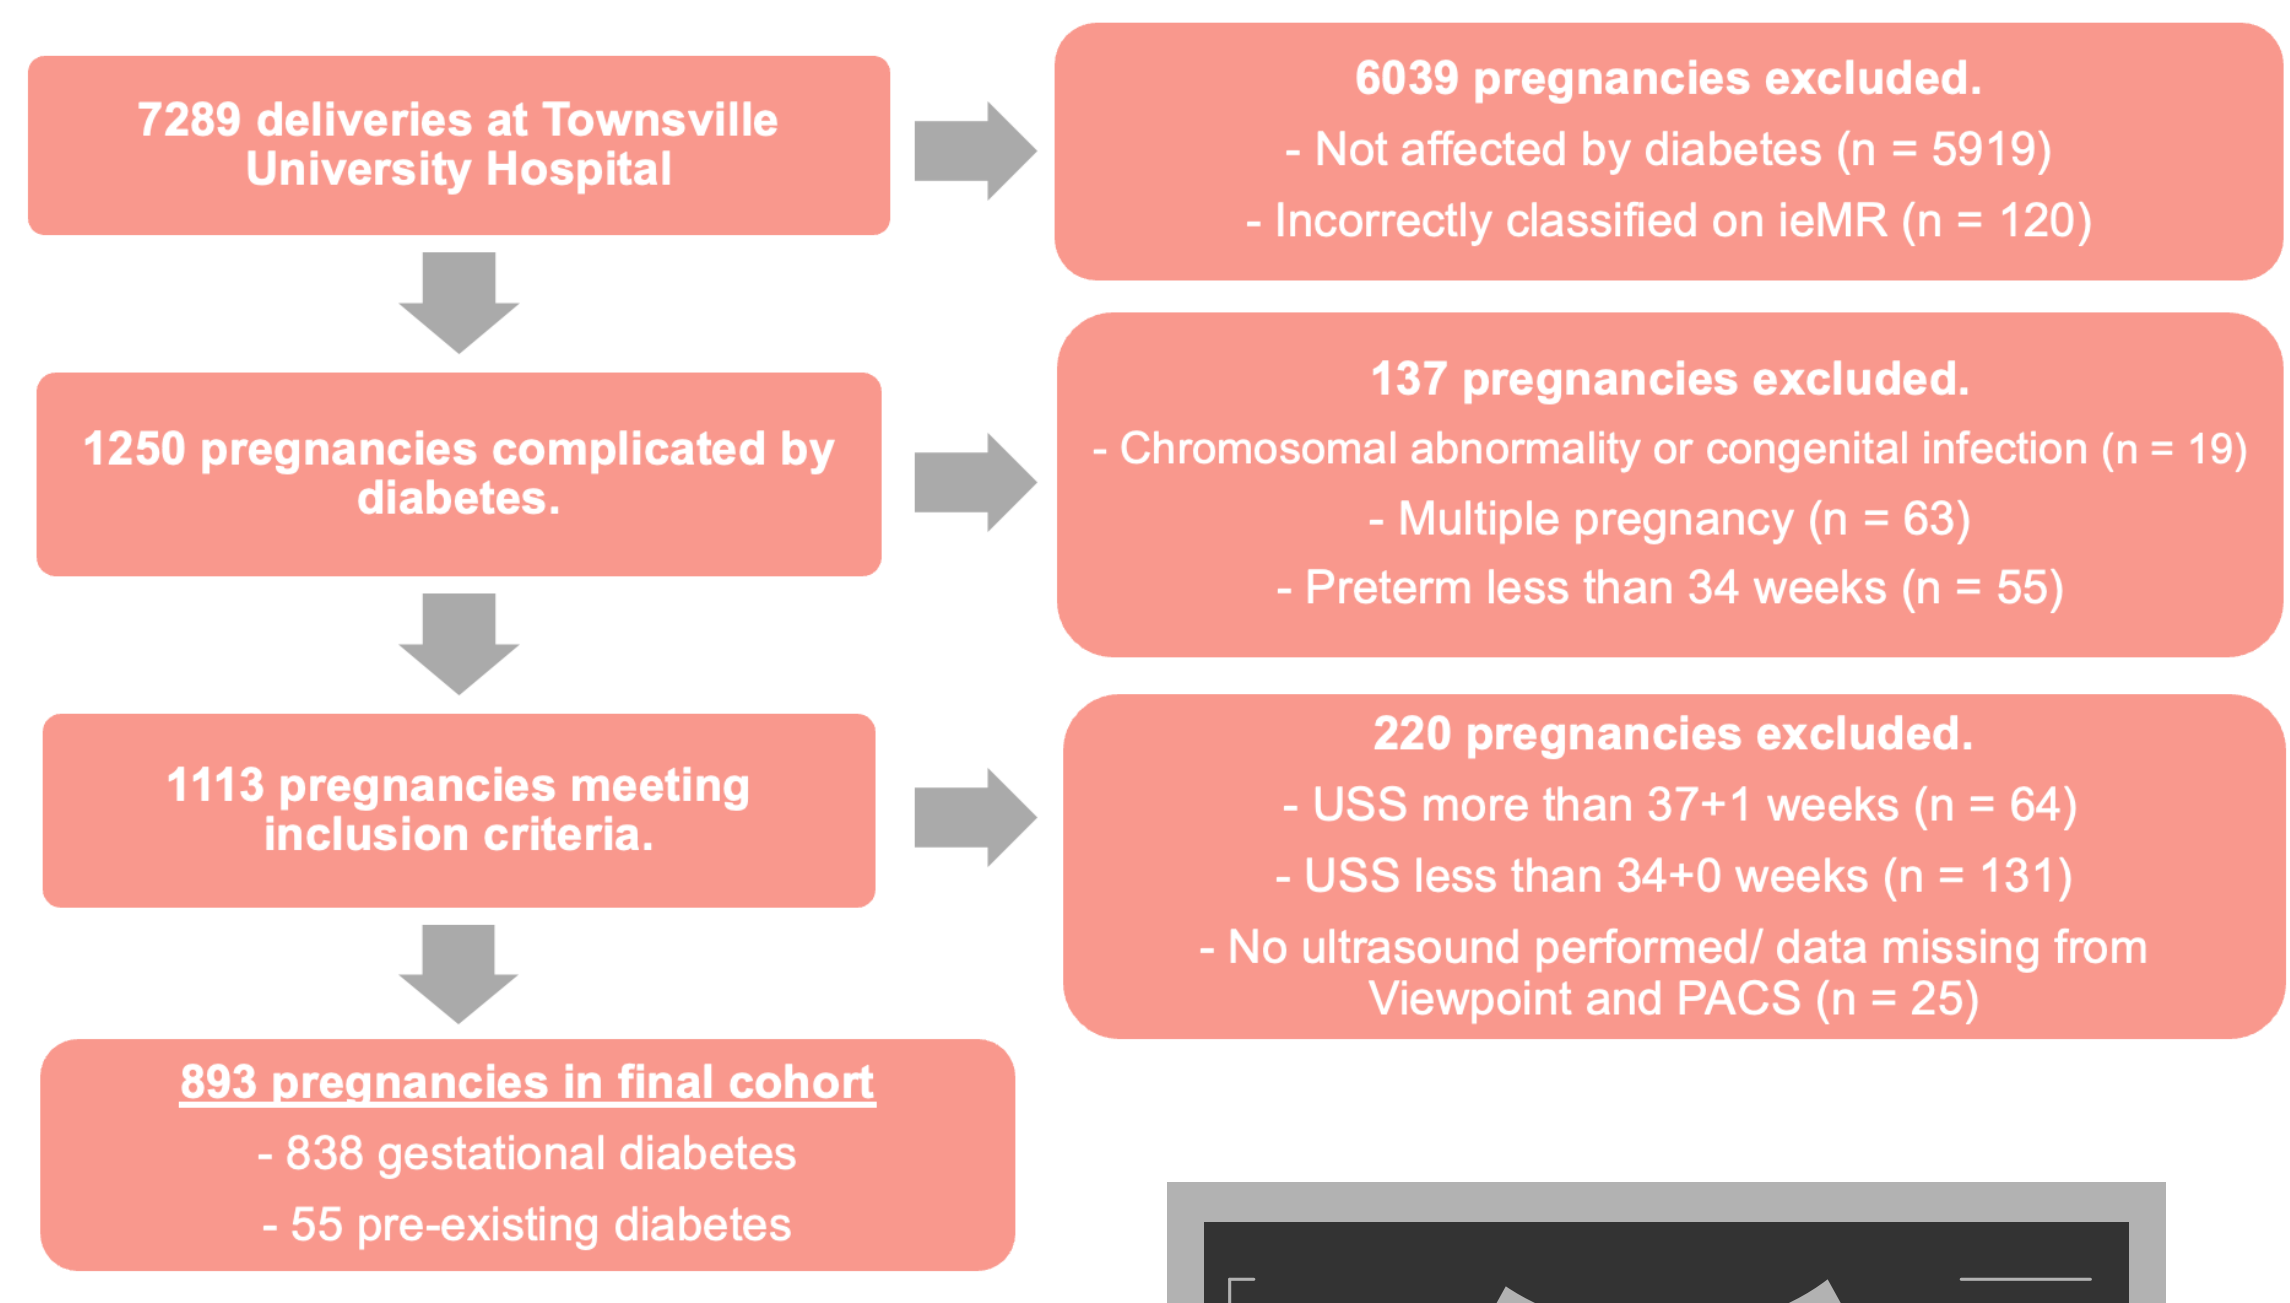 7289 deliveries at Townsville
University Hospital
6039 pregnancies excluded.
- Not affected by diabetes (n = 5919)
- Incorrectly classified on ieMR (n = 120)
1250 pregnancies complicated by
diabetes.
137 pregnancies excluded.
- Chromosomal abnormality or congenital infection (n = 19)
- Multiple pregnancy (n = 63)
- Preterm less than 34 weeks (n = 55)
1113 pregnancies meeting
inclusion criteria.
220 pregnancies excluded.
- USS more than 37+1 weeks (n = 64)
- USS less than 34+0 weeks (n = 131)
- No ultrasound performed/ data missing from
Viewpoint and PACS (n = 25)
893 pregnancies in final cohort
- 838 gestational diabetes
- 55 pre-existing diabetes